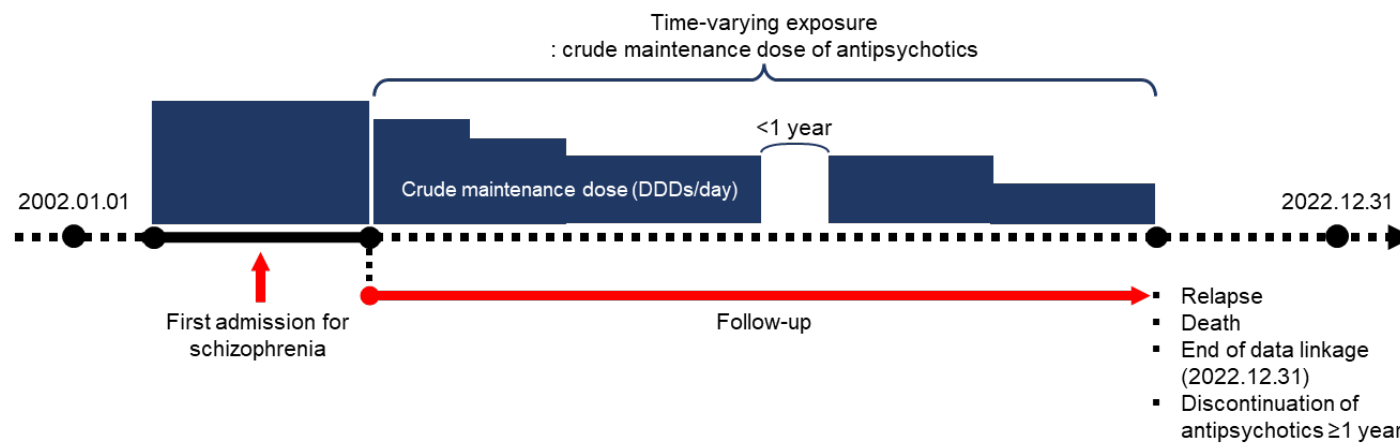 Time-varying exposure
: crude maintenance dose of antipsychotics
<1 year
Crude maintenance dose (DDDs/day)
2002.01.01
2022.12.31
First admission for
schizophrenia
Follow-up
▪ Relapse
▪ Death
▪ End of data linkage
(2022.12.31)
▪ Discontinuation of
antipsychotics ≥1 year